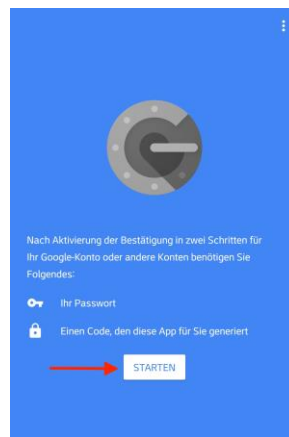 Nach Aktivierung der Bestätigung in zwei Schritten für
Ihr Google-Konto oder andere Konten benötigen Sie
Folgendes:
Ihr Passwort
Einen Code, den diese App für Sie generiert
STARTEN